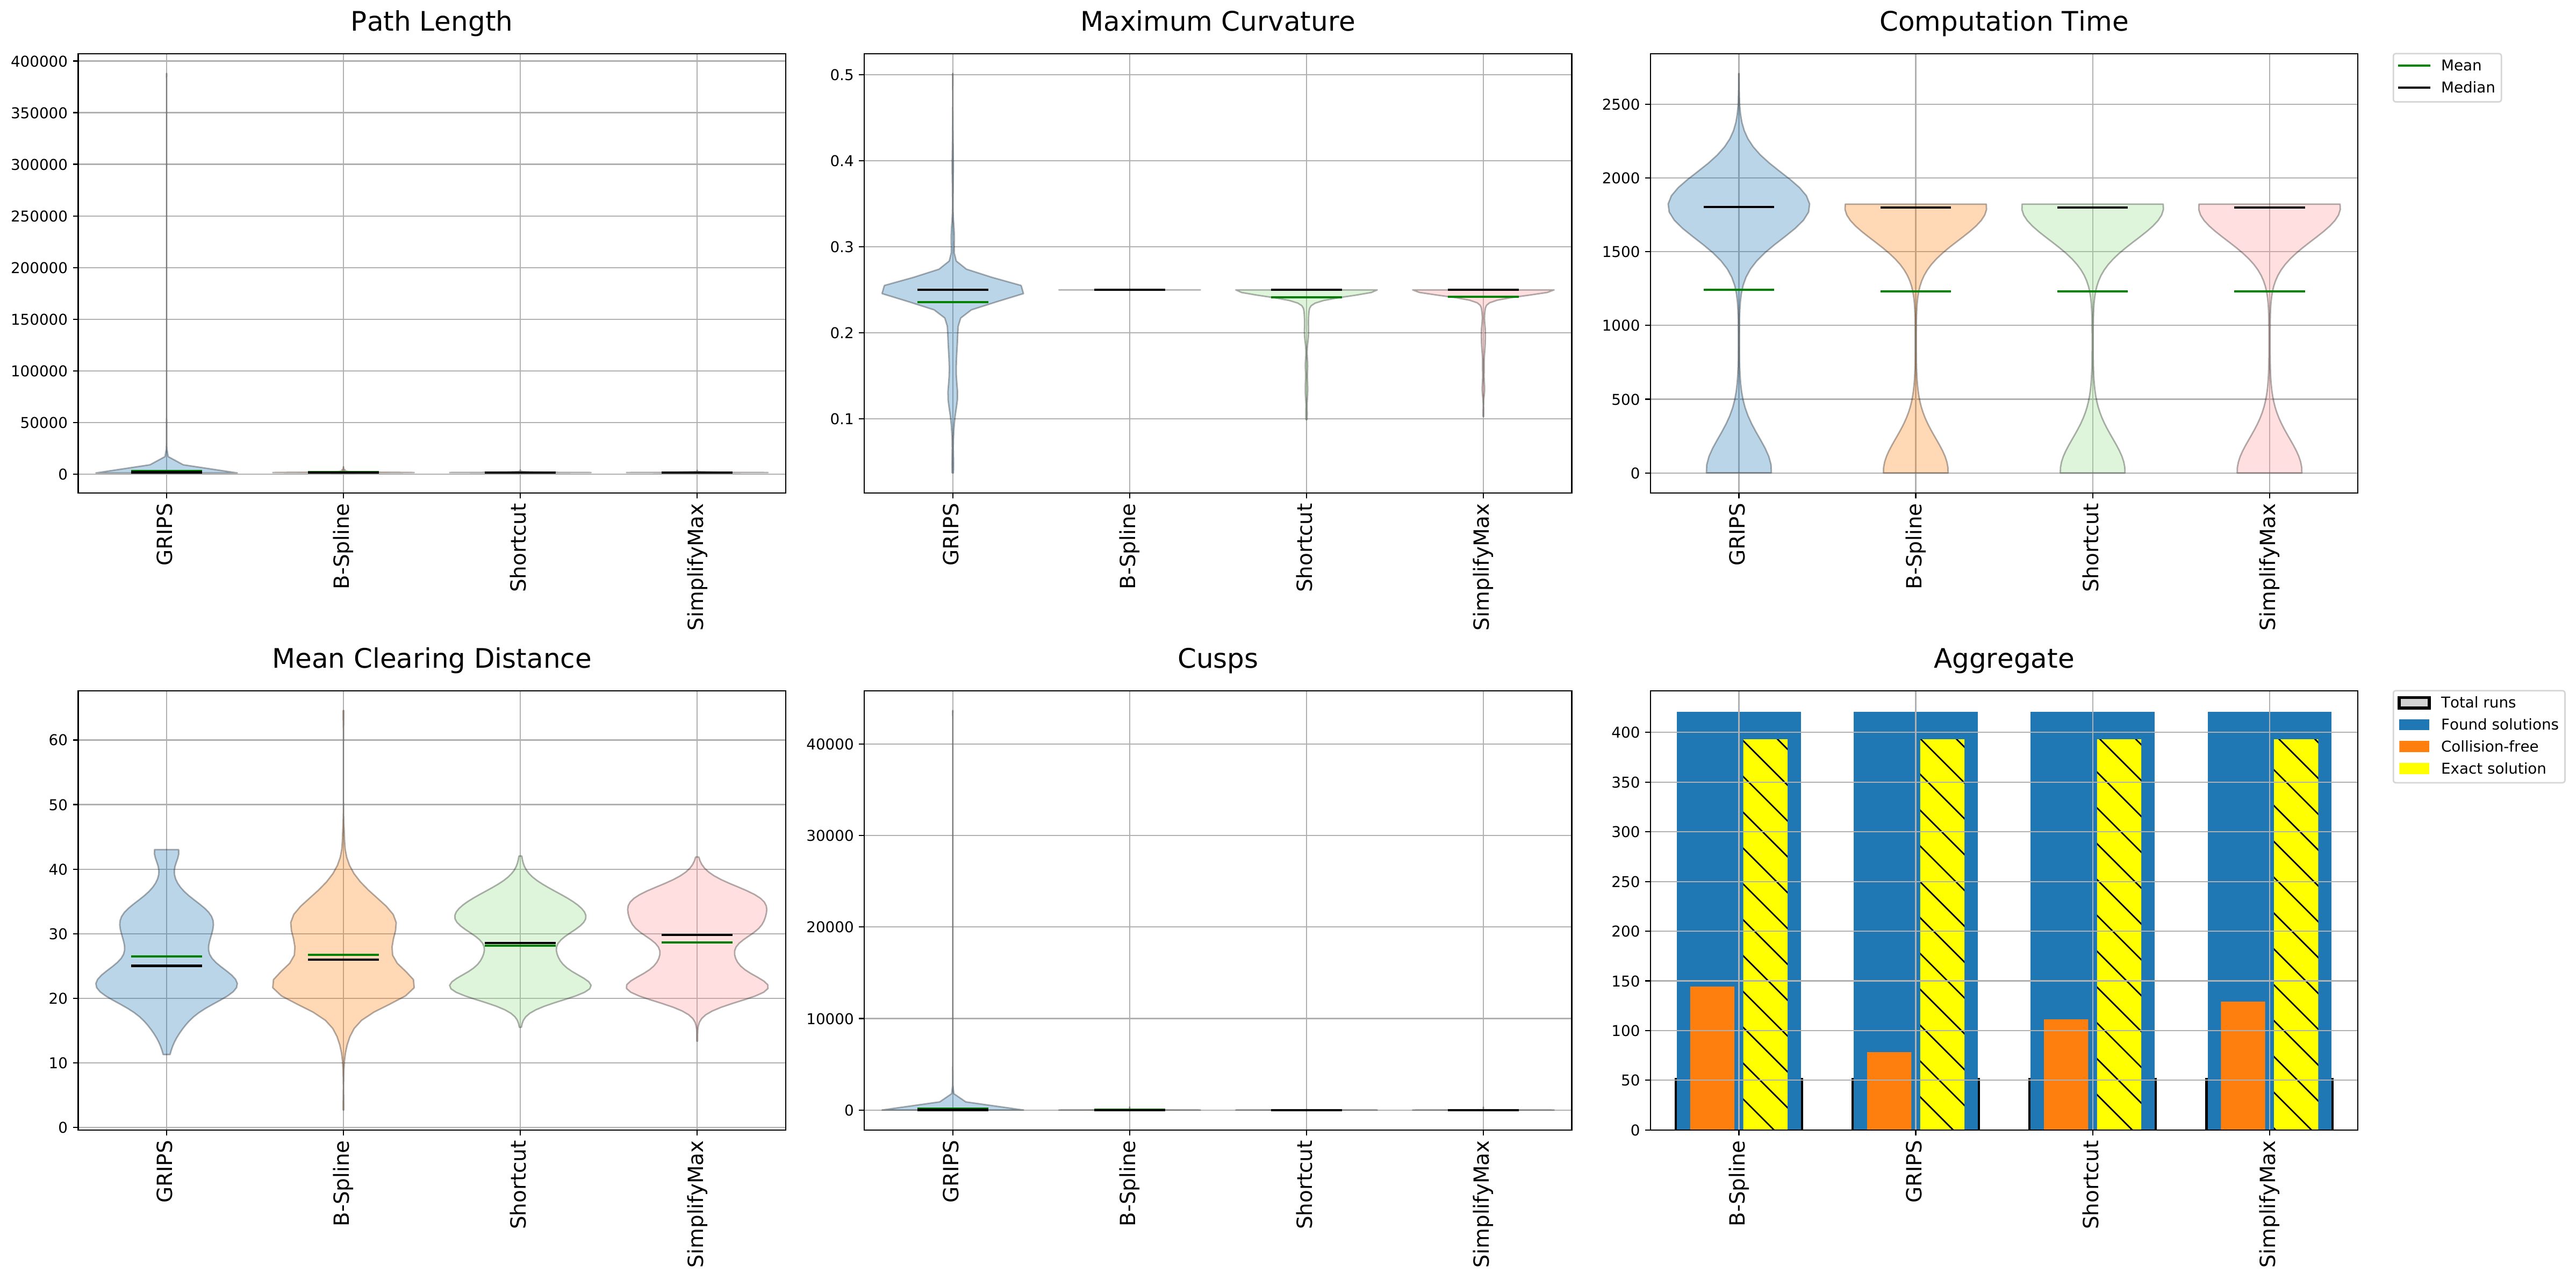 Path Length
400000
350000
300000
250000
200000
150000
100000
50000
0
GRIPS
B-Spline
Shortcut
SimplifyMax
Maximum Curvature
0.5
0.4
0.3
0.2
0.1
GRIPS
B-Spline
Shortcut
SimplifyMax
Computation Time
2500
2000
1500
1000
500
0
GRIPS
B-Spline
Shortcut
SimplifyMax
Mean
Median
Mean Clearing Distance
60
50
40
30
20
10
0
GRIPS
B-Spline
Shortcut
SimplifyMax
Cusps
40000
30000
20000
10000
0
GRIPS
B-Spline
Shortcut
SimplifyMax
Aggregate
400
350
300
250
200
150
100
50
0
B-Spline
GRIPS
Shortcut
SimplifyMax
Total runs
Found solutions
Collision-free
Exact solution